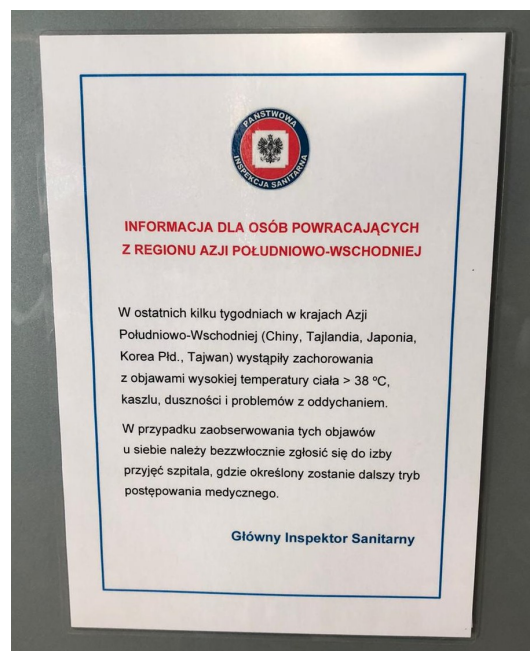 PAŃSTWOWA
INSPEKCJA SANITARNA
INFORMACJA DLA OSÓB POWRACAJĄCYCH
Z REGIONU AZJI POŁUDNIOWO-WSCHODNIEJ
W ostatnich kilku tygodniach w krajach Azji
Południowo-Wschodniej (Chiny, Tajlandia, Japonia,
Korea Płd., Tajwan) wystąpiły zachorowania
z objawami wysokiej temperatury ciała > 38 ºC,
kaszlu, duszności i problemów z oddychaniem.
W przypadku zaobserwowania tych objawów
u siebie należy bezzwłocznie zgłosić się do izby
przyjęć szpitala, gdzie określony zostanie dalszy tryb
postępowania medycznego.
Główny Inspektor Sanitarny